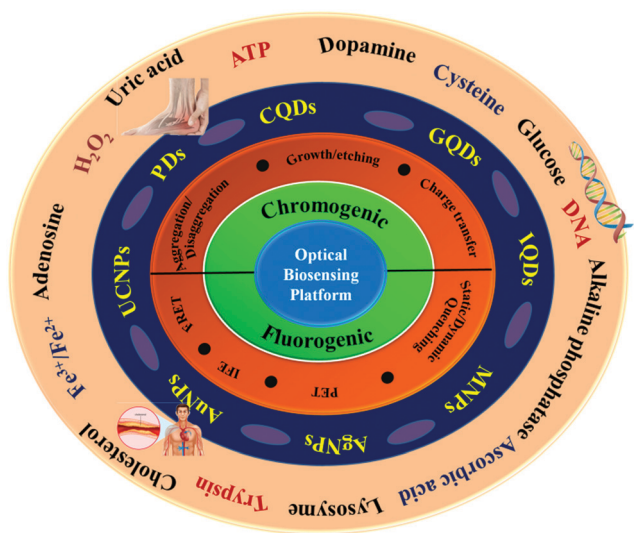 Optical
Biosensing
Platform
Chromogenic
Fluorogenic
Aggregation/
Disaggregation
Growth/etching
Charge transfer
Static/Dynamic
Quenching
PET
IFE
FRET
CQDs
GQDs
IQDs
MNPs
AgNPs
AuNPs
UCNPs
PDs
Uric acid
ATP
Dopamine
Cysteine
Glucose
DNA
Alkaline phosphatase
Ascorbic acid
Lysosyme
Trypsin
Cholesterol
Fe³⁺/Fe²⁺
Adenosine
H₂O₂